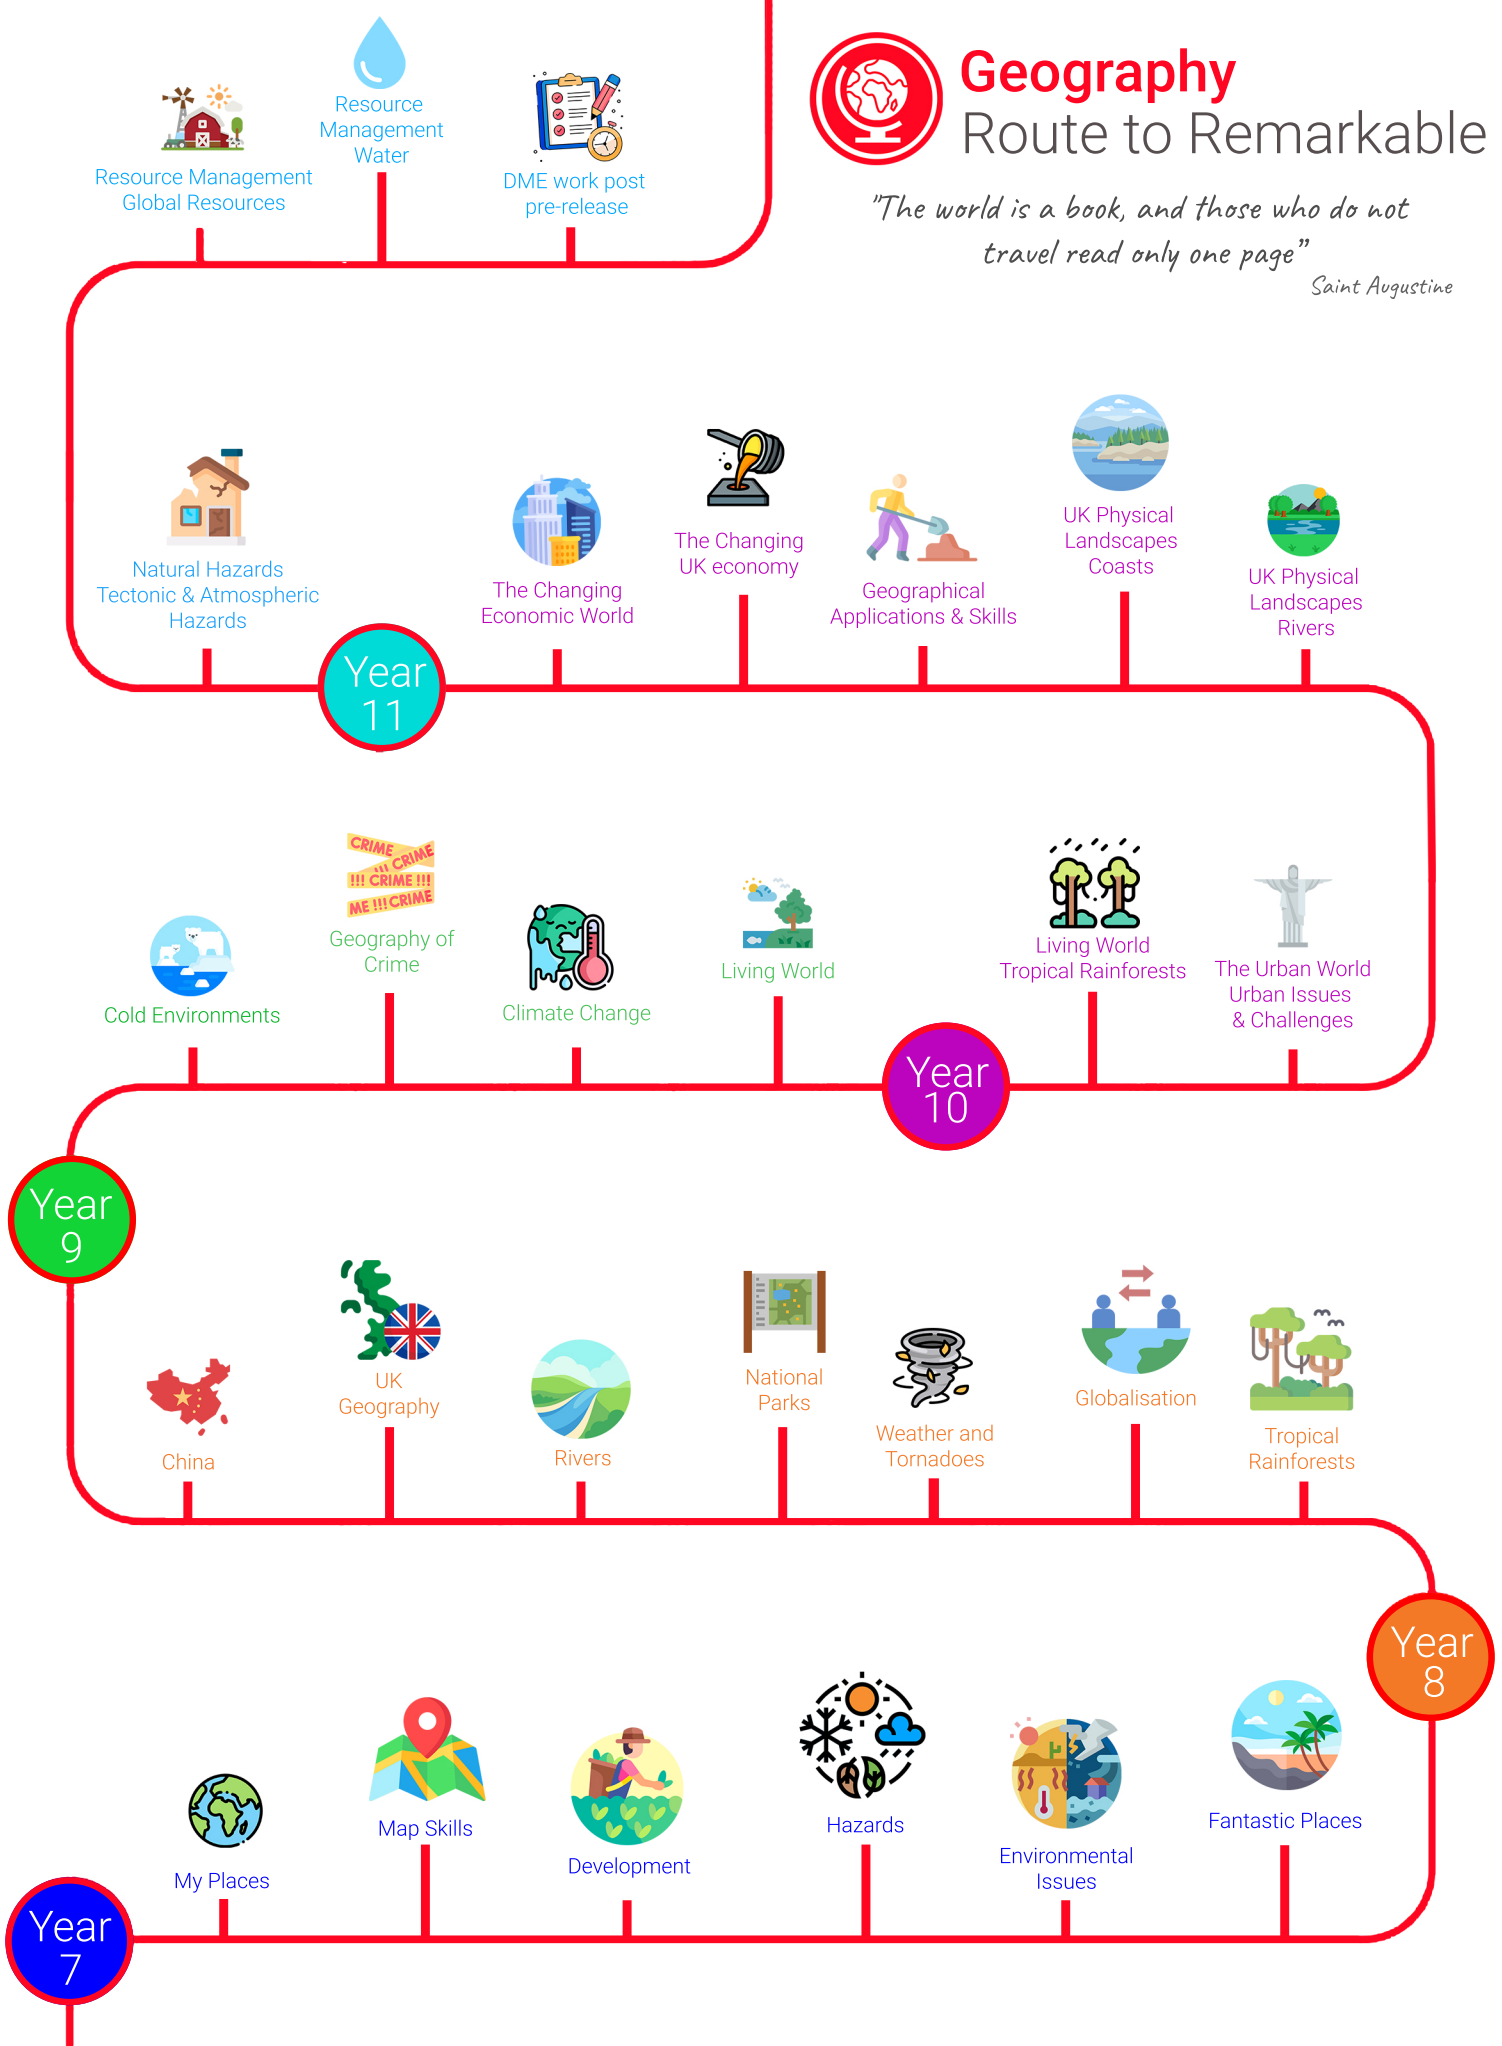 Geography
Route to Remarkable
"The world is a book, and those who do not
travel read only one page"
Saint Augustine
Resource
Management
Water
Resource Management
Global Resources
DME work post
pre-release
Natural Hazards
Tectonic & Atmospheric
Hazards
Year
11
The Changing
Economic World
The Changing
UK economy
Geographical
Applications & Skills
UK Physical
Landscapes
Coasts
UK Physical
Landscapes
Rivers
Cold Environments
CRIME
!!! CRIME
!!! CRIME !!!
ME !!! CRIME
Geography of
Crime
Climate Change
Living World
Year
10
Living World
Tropical Rainforests
The Urban World
Urban Issues
& Challenges
Year
9
China
UK
Geography
Rivers
National
Parks
Weather and
Tornadoes
Globalisation
Tropical
Rainforests
Year
8
My Places
Map Skills
Development
Hazards
Environmental
Issues
Fantastic Places
Year
7